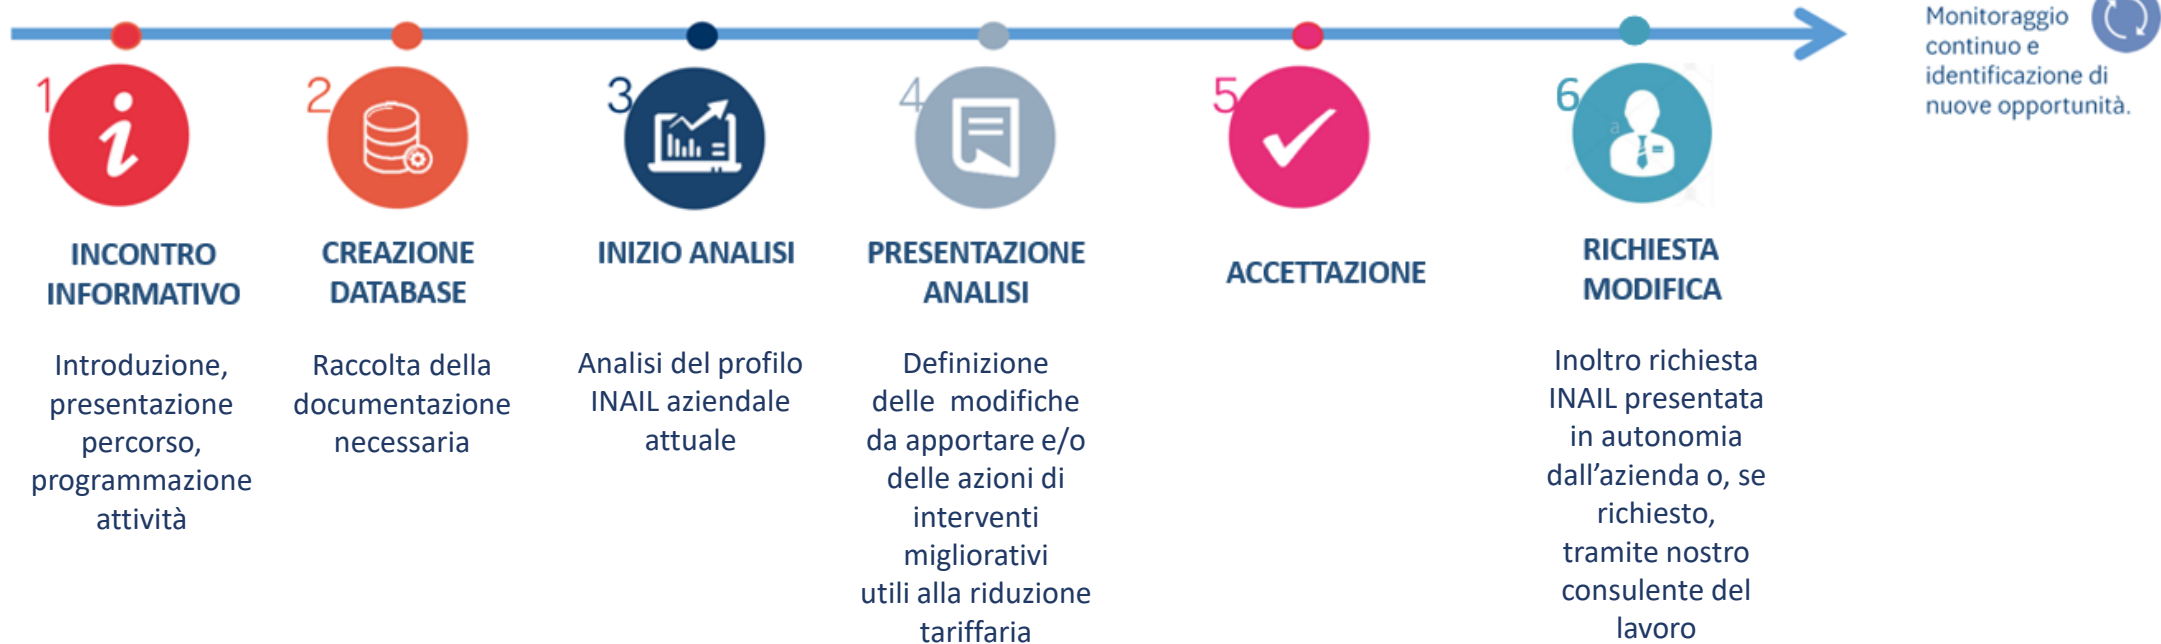 Monitoraggio
continuo e
identificazione di
nuove opportunità.
1
INCONTRO
INFORMATIVO
Introduzione,
presentazione
percorso,
programmazione
attività
2
CREAZIONE
DATABASE
Raccolta della
documentazione
necessaria
3
INIZIO ANALISI
Analisi del profilo
INAIL aziendale
attuale
4
PRESENTAZIONE
ANALISI
Definizione
delle modifiche
da apportare e/o
delle azioni di
interventi
migliorativi
utili alla riduzione
tariffaria
5
ACCETTAZIONE
6
a
RICHIESTA
MODIFICA
Inoltro richiesta
INAIL presentata
in autonomia
dall’azienda o, se
richiesto,
tramite nostro
consulente del
lavoro